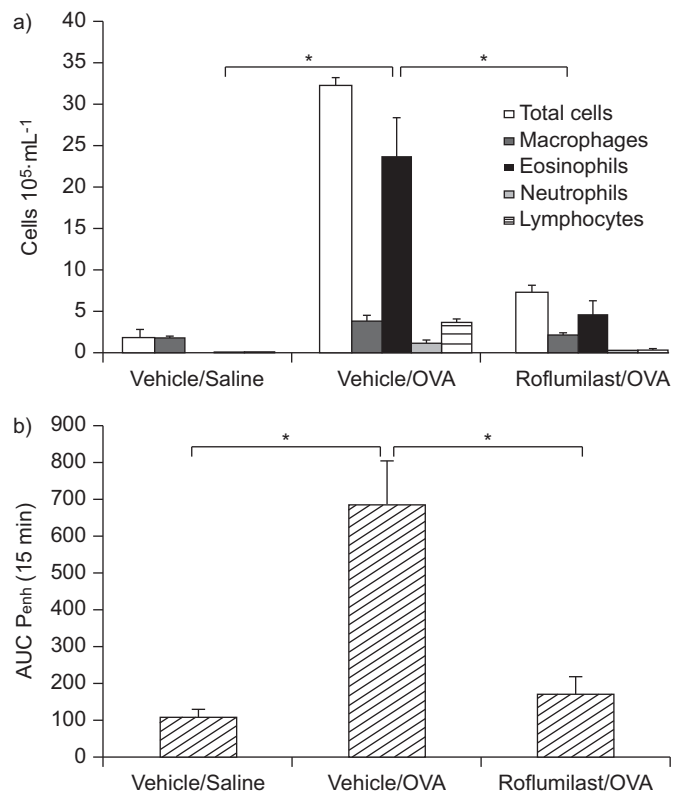 a)
*
*
40
35
30
25
20
15
10
5
0
Cells 10⁵·mL⁻¹
Total cells
Macrophages
Eosinophils
Neutrophils
Lymphocytes
Vehicle/Saline Vehicle/OVA Roflumilast/OVA
b)
*
*
900
800
700
600
500
400
300
200
100
0
AUC Penh (15 min)
Vehicle/Saline Vehicle/OVA Roflumilast/OVA